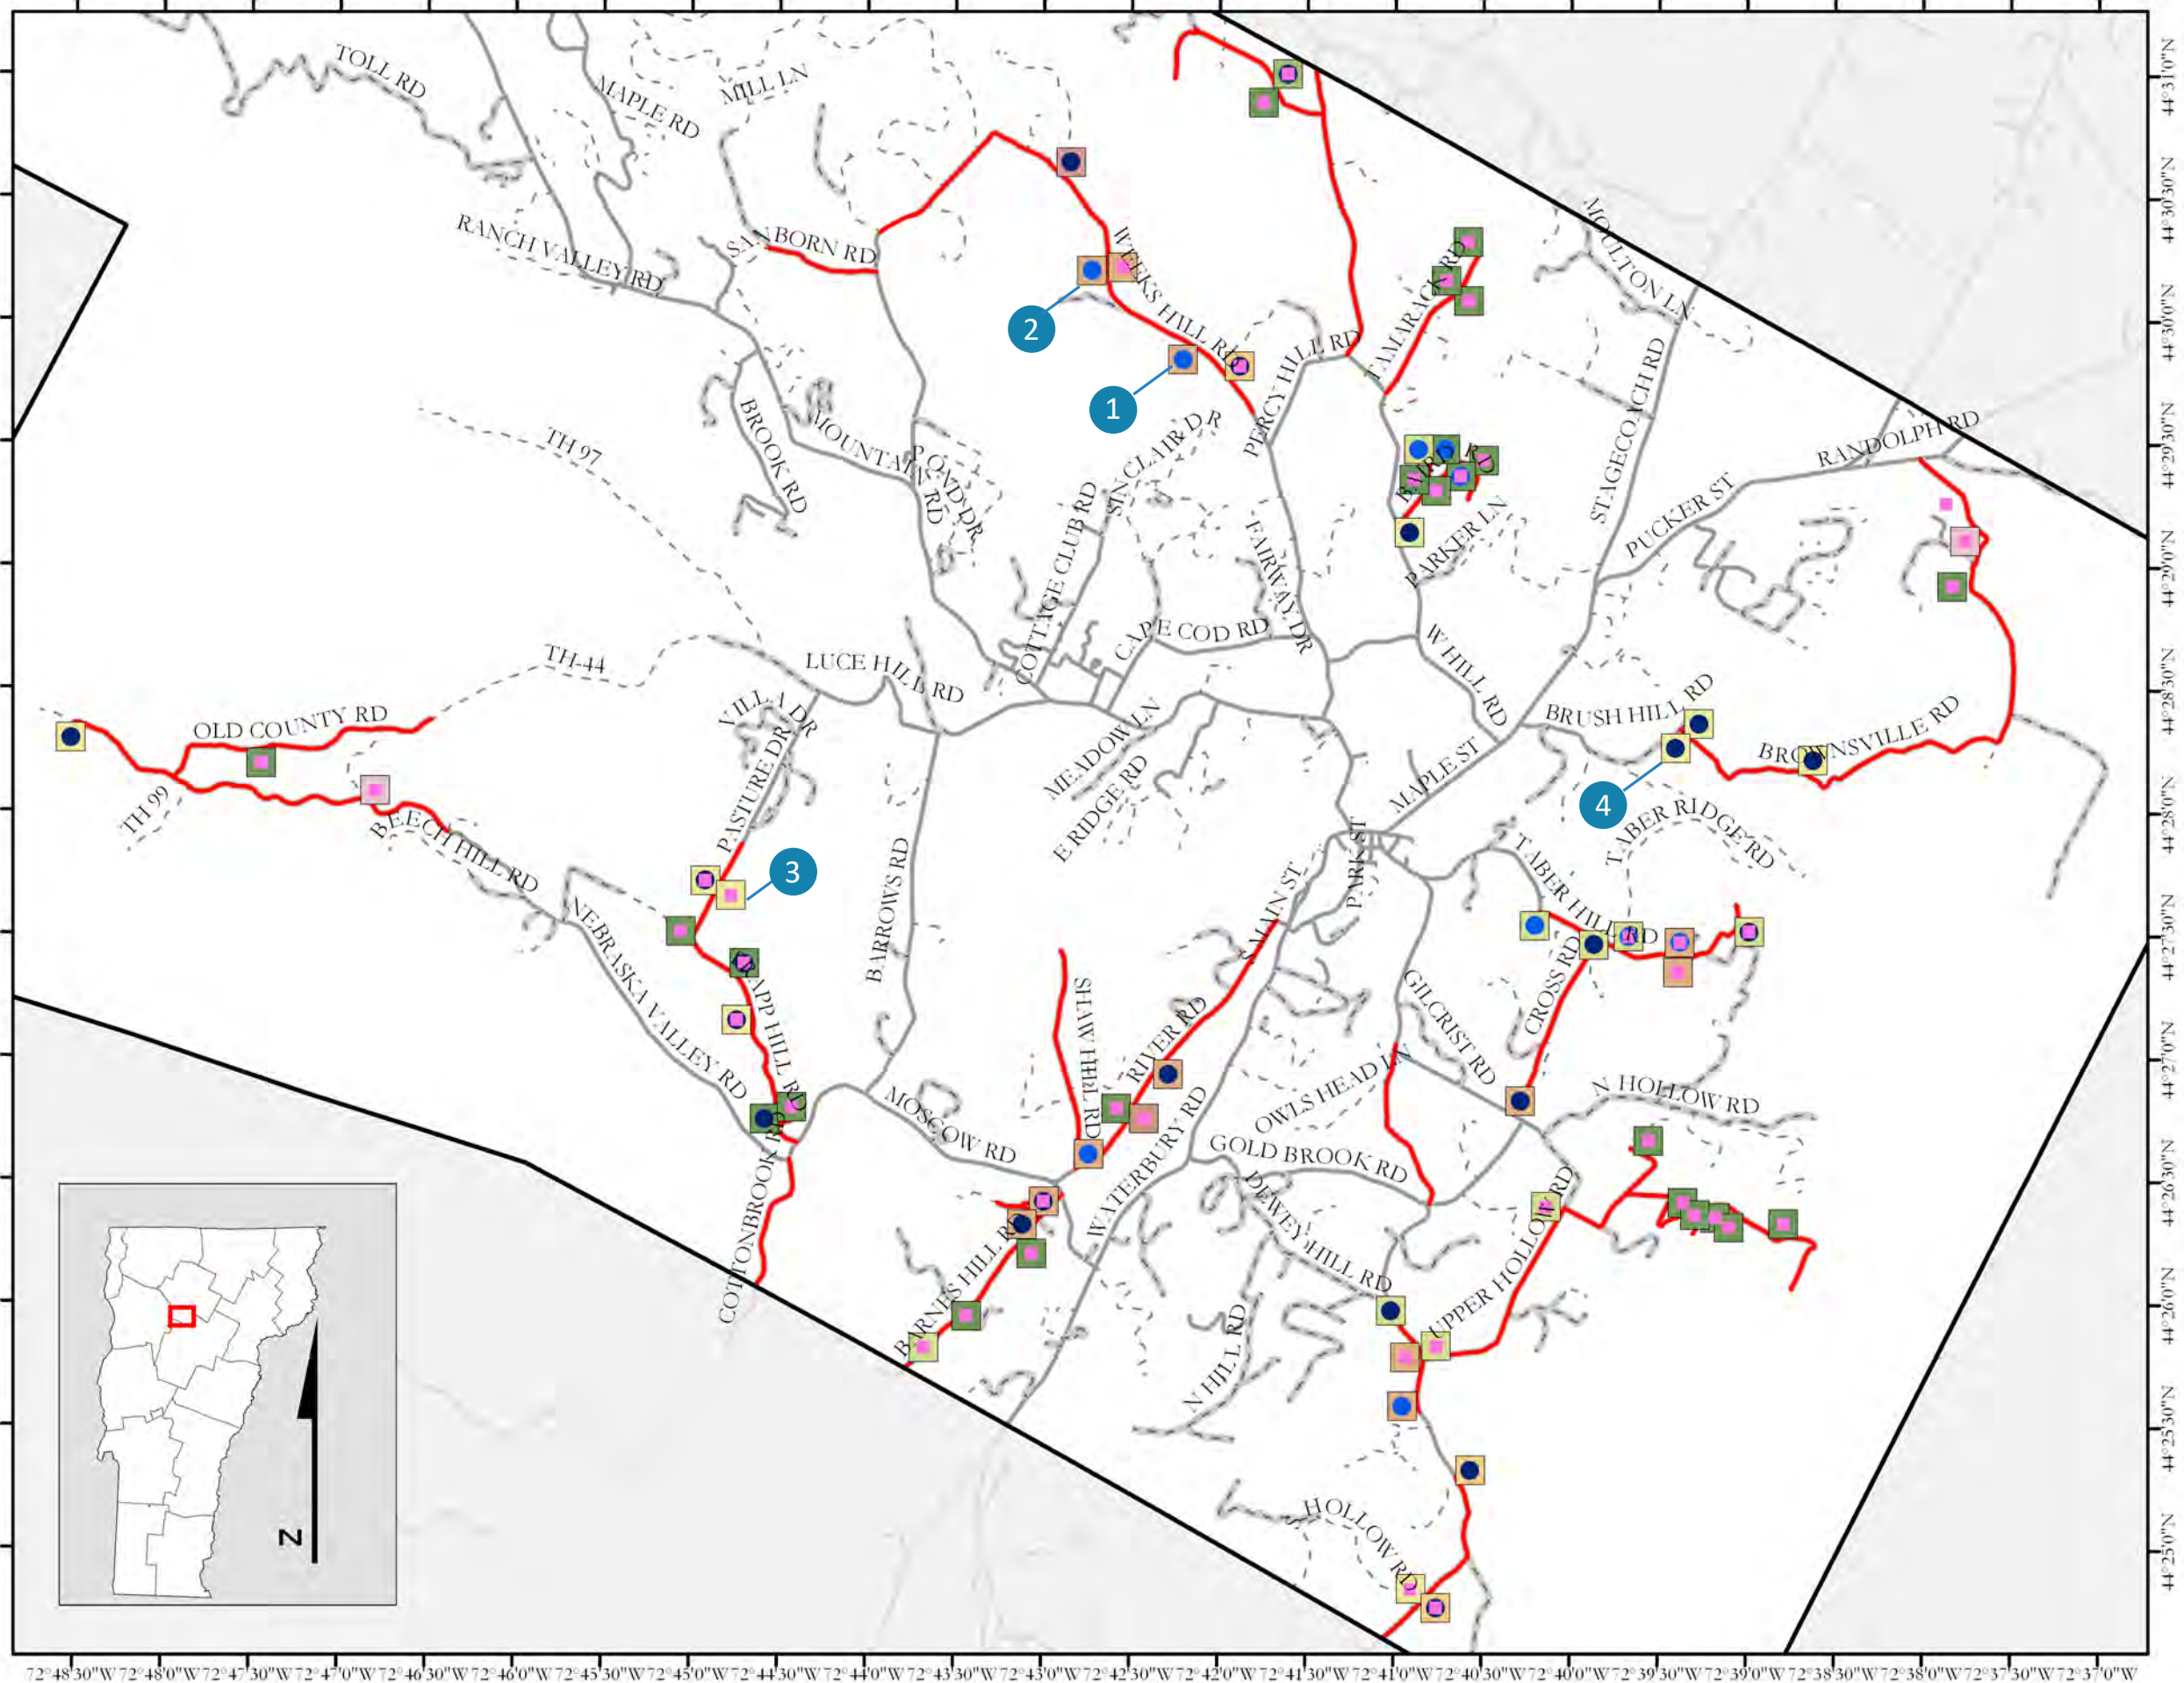 TOLL RD
MAPLE RD
MILL LN
RANCH VALLEY RD
SANBORN RD
WEEKS HILL RD
2
1
PERCY HILL RD
TAMARACK RD
MOULTON LN
STAGECOACH RD
RANDOLPH RD
PUCKER ST
TH 97
BROOK RD
MOUNTAIN RD
POND DR
SINCLAIR DR
COTTAGE CLUB RD
FAIRWAY DR
CAPE COD RD
PARKER LN
W HILL RD
TH-44
LUCE HILL RD
OLD COUNTY RD
TH 99
BEECH HILL RD
VILLA DR
PASTURE DR
3
MEADOW LN
E RIDGE RD
MAPLE ST
PARK ST
S MAIN ST
BRUSH HILL RD
BROWNSVILLE RD
4
TABER RIDGE RD
TABER HILL RD
CROSS RD
BARROWS RD
NEBRASKA VALLEY RD
COTTONBROOK RD
MOSCOW RD
SHAW HILL RD
RIVER RD
WATERBURY RD
GILCRIST RD
OWLS HEAD LN
GOLD BROOK RD
N HOLLOW RD
DEWEY HILL RD
UPPER HOLLOW RD
BARNES HILL RD
N HILL RD
HOLLOW RD
N
44°31'0"N
44°30'30"N
44°30'0"N
44°29'30"N
44°29'0"N
44°28'30"N
44°28'0"N
44°27'30"N
44°27'0"N
44°26'30"N
44°26'0"N
44°25'30"N
44°25'0"N
72°48'30"W 72°48'0"W 72°47'30"W 72°47'0"W 72°46'30"W 72°46'0"W 72°45'30"W 72°45'0"W 72°44'30"W 72°44'0"W 72°43'30"W 72°43'0"W 72°42'30"W 72°42'0"W 72°41'30"W 72°41'0"W 72°40'30"W 72°40'0"W 72°39'30"W 72°39'0"W 72°38'30"W 72°38'0"W 72°37'30"W 72°37'0"W